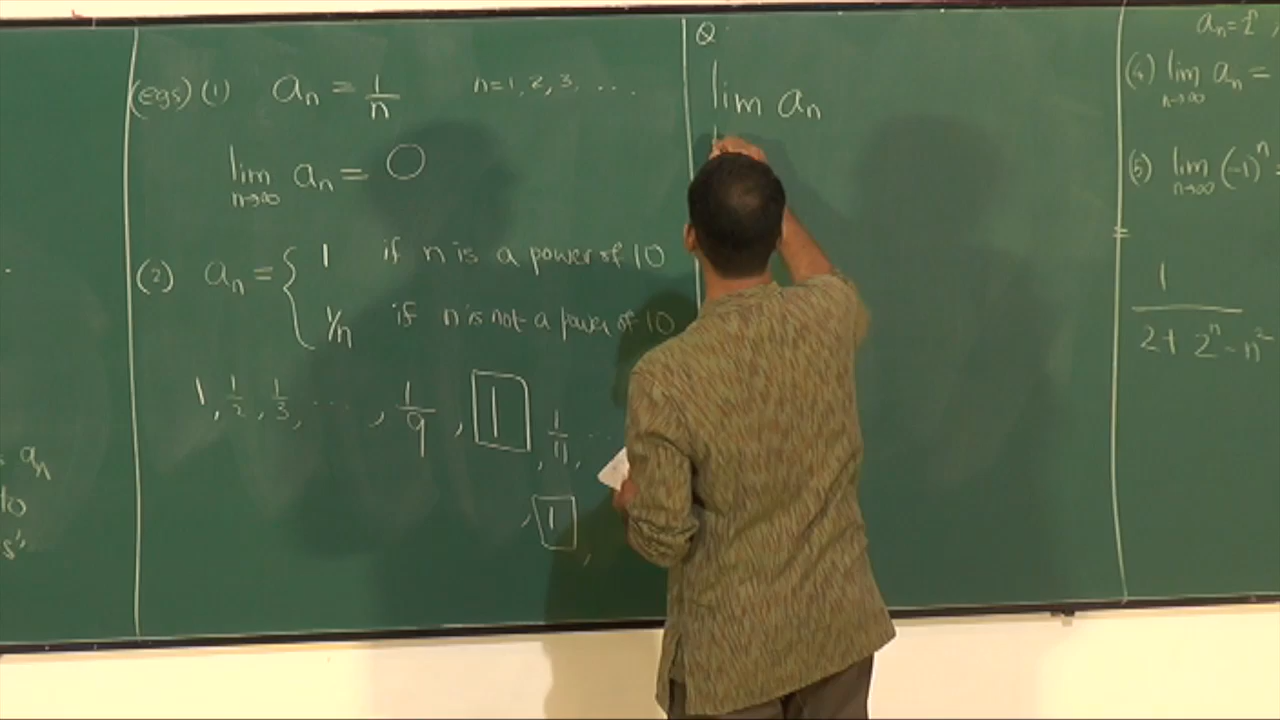 aₙ
to
s',
(egs) (1) aₙ = 1/n n=1, 2, 3, ....
lim n→∞ aₙ = 0
(2) aₙ = { 1 if n is a power of 10
1/n if n is not a power of 10
1, 1/2, 1/3, ..., 1/9, 1, 1/11, ...
, 1 ,
Q.
lim aₙ
(4) lim n→∞ aₙ =
(5) lim n→∞ (-1)ⁿ =
=
1 / 2+ 2ⁿ - n²